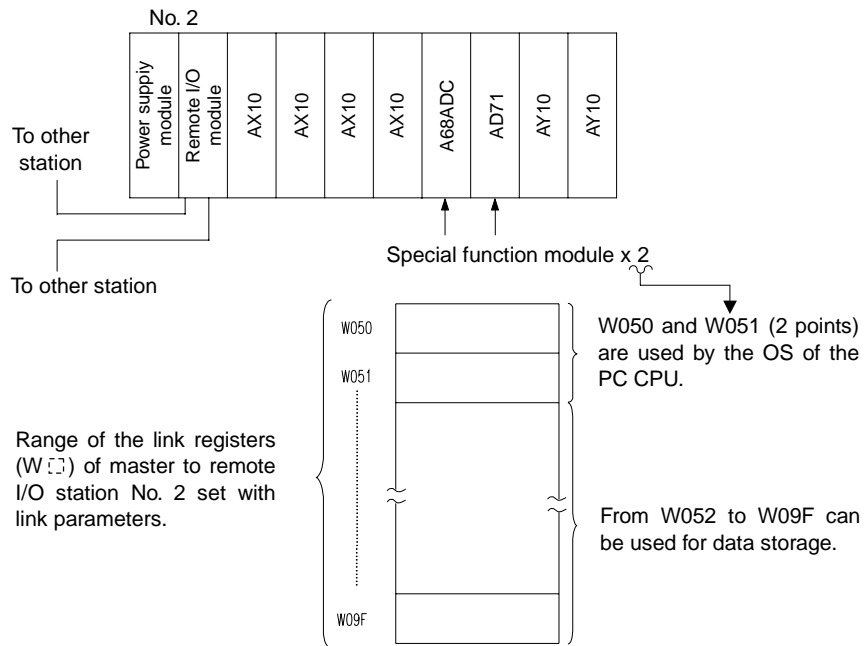 No. 2
Power supply
module
Remote I/O
module
AX10
AX10
AX10
AX10
A68ADC
AD71
AY10
AY10
To other
station
To other station
Special function module x 2
W050
W051
W09F
W050 and W051 (2 points)
are used by the OS of the
PC CPU.
Range of the link registers
(W⬚) of master to remote
I/O station No. 2 set with
link parameters.
From W052 to W09F can
be used for data storage.